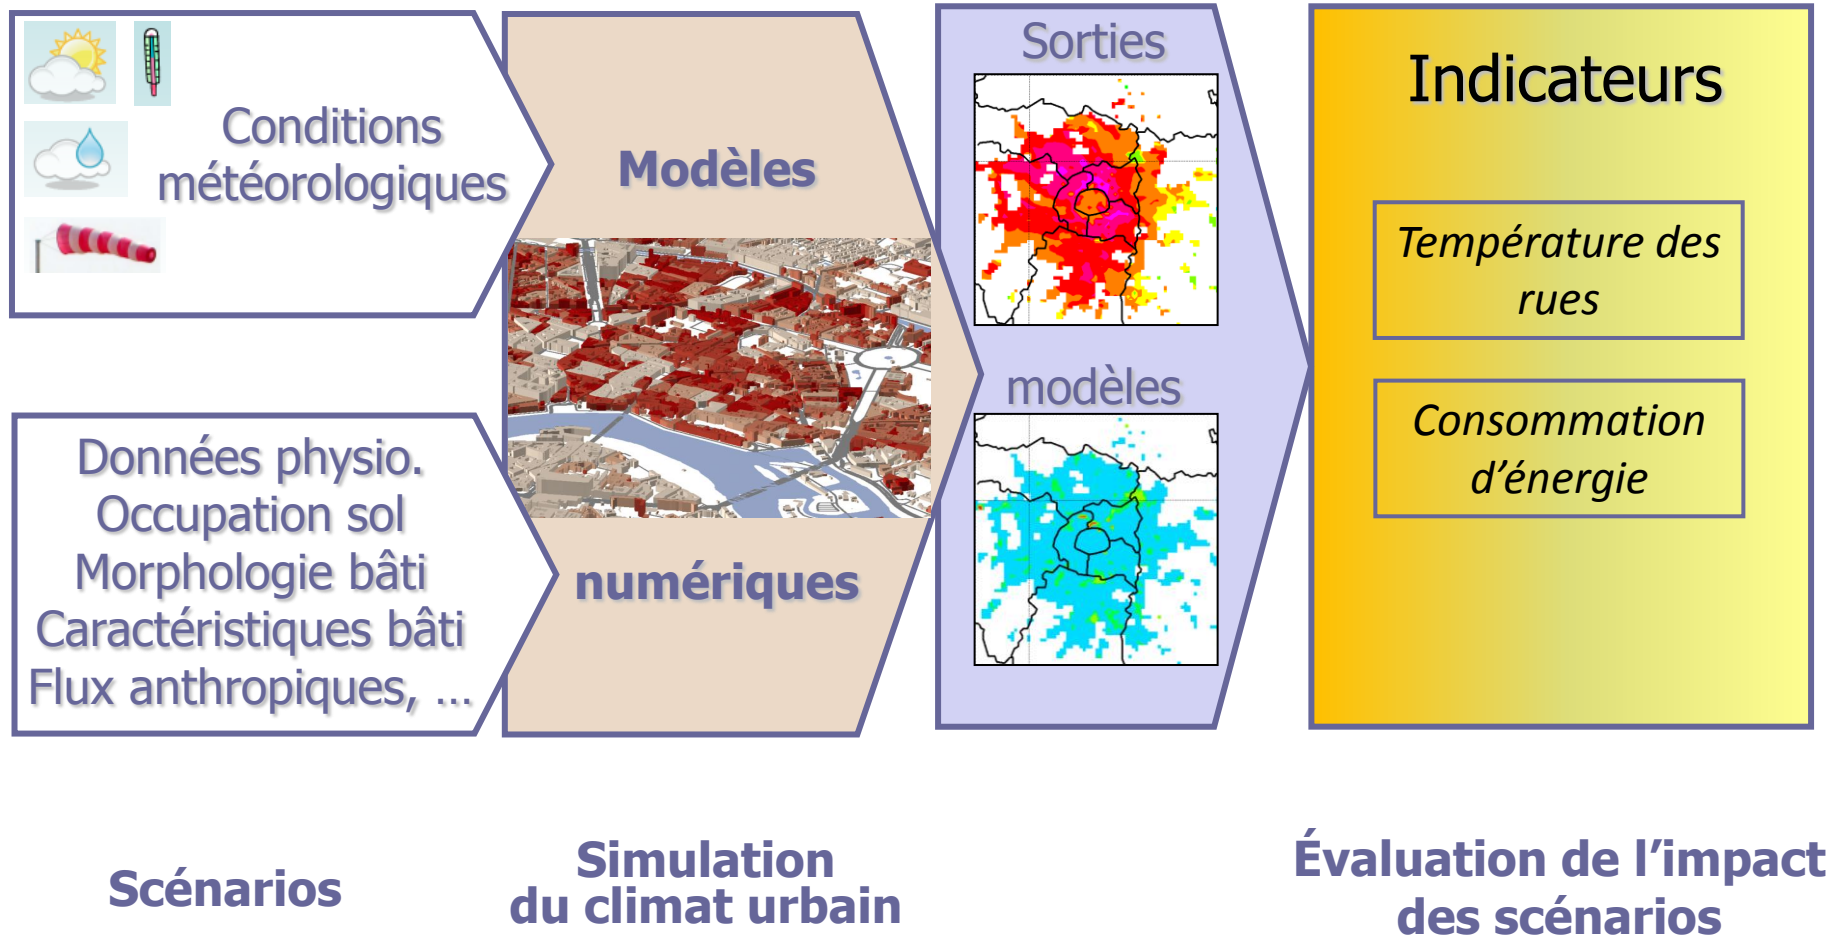 Conditions
météorologiques
Données physio.
Occupation sol
Morphologie bâti
Caractéristiques bâti
Flux anthropiques, ...
Modèles
numériques
Sorties
modèles
Indicateurs
Température des
rues
Consommation
d’énergie
Scénarios
Simulation
du climat urbain
Évaluation de l’impact
des scénarios